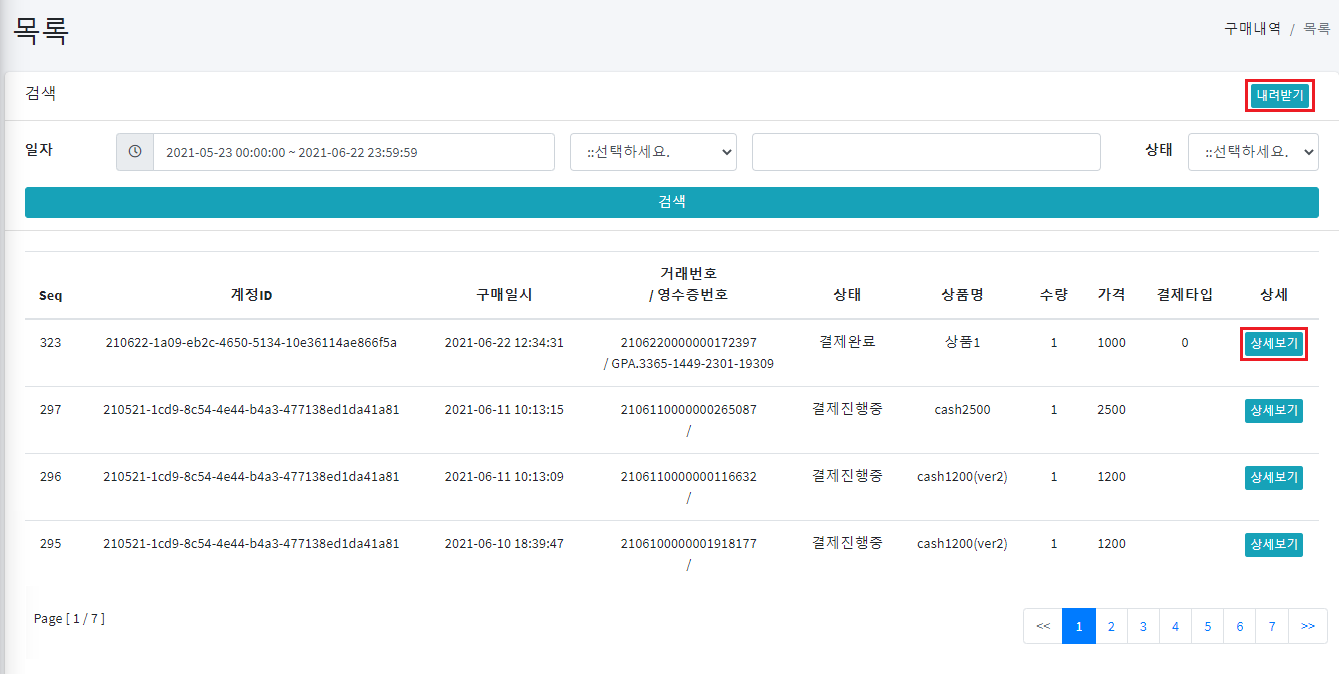 목록
구매내역 / 목록
검색
내려받기
일자
2021-05-23 00:00:00 ~ 2021-06-22 23:59:59
::선택하세요.
상태
::선택하세요.
검색
Seq 계정ID 구매일시 거래번호 / 영수증번호 상태 상품명 수량 가격 결제타입 상세
323 210622-1a09-eb2c-4650-5134-10e36114ae866f5a 2021-06-22 12:34:31 2106220000000172397 결제완료 상품1 1 1000 0 상세보기
/ GPA.3365-1449-2301-19309
297 210521-1cd9-8c54-4e44-b4a3-477138ed1da41a81 2021-06-11 10:13:15 2106110000000265087 결제진행중 cash2500 1 2500 상세보기
/
296 210521-1cd9-8c54-4e44-b4a3-477138ed1da41a81 2021-06-11 10:13:09 2106110000000116632 결제진행중 cash1200(ver2) 1 1200 상세보기
/
295 210521-1cd9-8c54-4e44-b4a3-477138ed1da41a81 2021-06-10 18:39:47 2106100000001918177 결제진행중 cash1200(ver2) 1 1200 상세보기
/
Page [ 1 / 7 ]
<< 1 2 3 4 5 6 7 >>